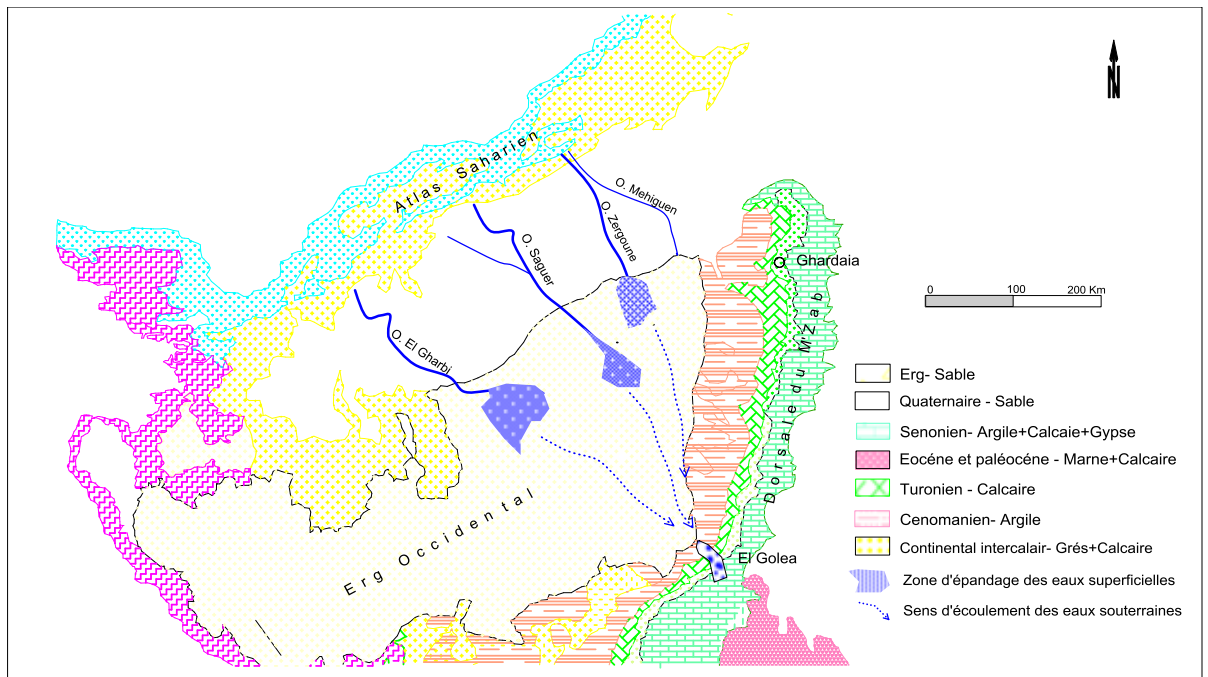 N
Atlas Saharien
O. Mehiguen
O. Zergoune
O. Saguer
O. El Gharbi
Ghardaia
Dorsale du M'Zab
El Golea
Erg Occidental
0 100 200 Km
Erg- Sable
Quaternaire - Sable
Senonien- Argile+Calcaie+Gypse
Eocéne et paléocéne - Marne+Calcaire
Turonien - Calcaire
Cenomanien- Argile
Continental intercalair- Grés+Calcaire
Zone d'épandage des eaux superficielles
Sens d'écoulement des eaux souterraines